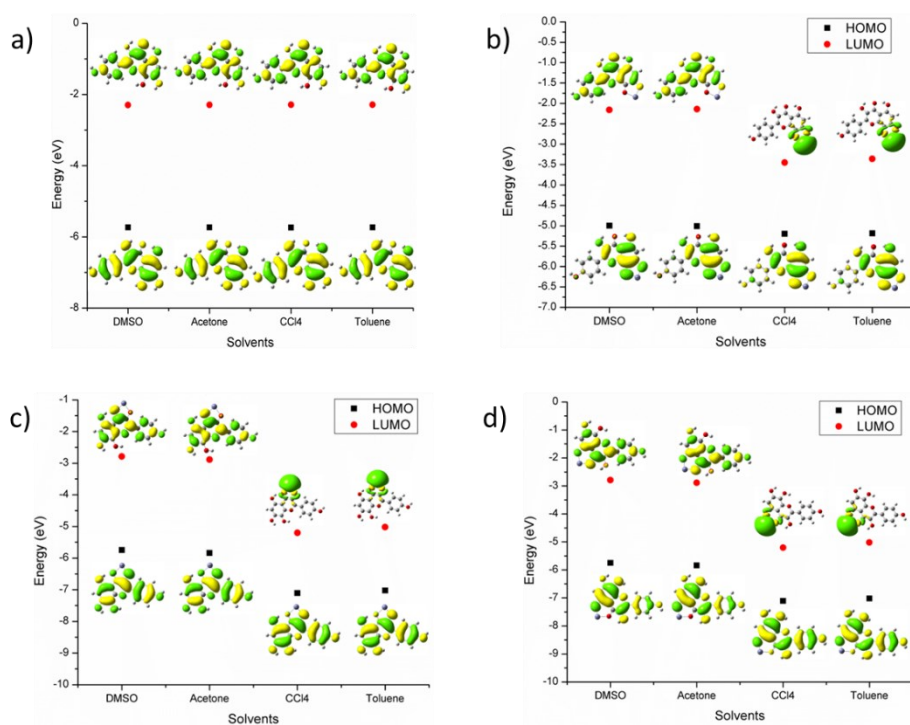 a)
0
-2
-4
-6
-8
Energy (eV)
DMSO
Acetone
CCl4
Toluene
Solvents
b)
0.0
-0.5
-1.0
-1.5
-2.0
-2.5
-3.0
-3.5
-4.0
-4.5
-5.0
-5.5
-6.0
-6.5
-7.0
Energy (eV)
HOMO
LUMO
DMSO
Acetone
CCl4
Toluene
Solvents
c)
-1
-2
-3
-4
-5
-6
-7
-8
-9
-10
Energy (eV)
HOMO
LUMO
DMSO
Acetone
CCl4
Toluene
Solvents
d)
0
-1
-2
-3
-4
-5
-6
-7
-8
-9
-10
Energy (eV)
HOMO
LUMO
DMSO
Acetone
CCl4
Toluene
Solvents